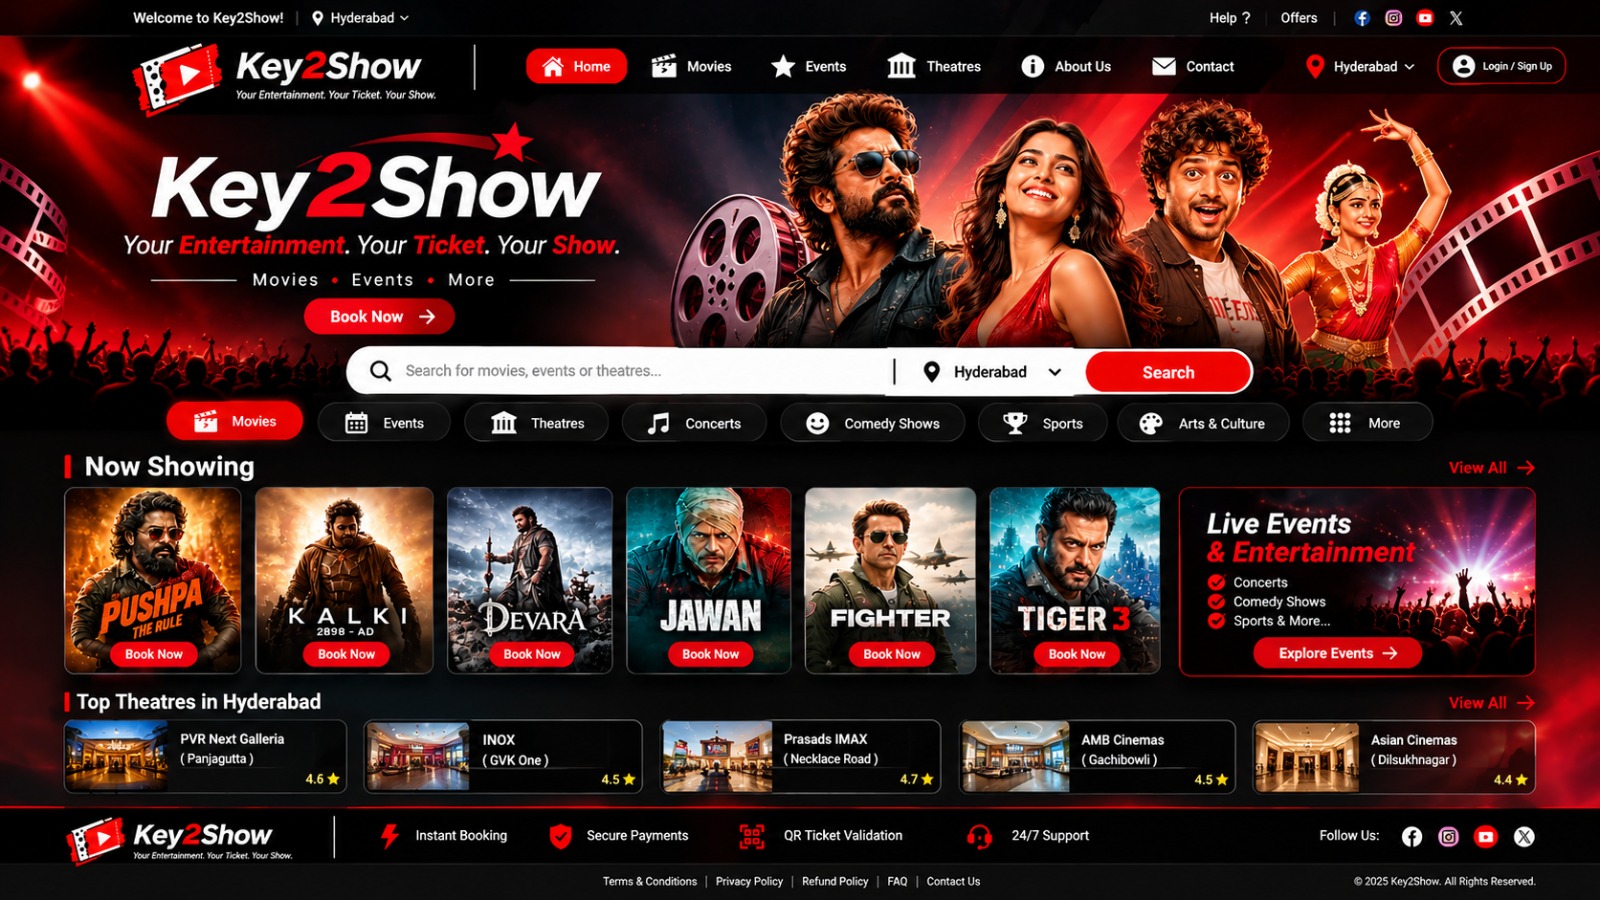 Welcome to Key2Show!
Hyderabad
Help ?
Offers
Key2Show
Your Entertainment. Your Ticket. Your Show.
Home
Movies
Events
Theatres
About Us
Contact
Hyderabad
Login / Sign Up
Key2Show
Your Entertainment. Your Ticket. Your Show.
Movies • Events • More
Book Now
Search for movies, events or theatres...
Hyderabad
Search
Movies
Events
Theatres
Concerts
Comedy Shows
Sports
Arts & Culture
More
Now Showing
View All
PUSHPA
THE RULE
Book Now
KALKI
2898 - AD
Book Now
DEVARA
Book Now
JAWAN
Book Now
FIGHTER
Book Now
TIGER 3
Book Now
Live Events
& Entertainment
Concerts
Comedy Shows
Sports & More...
Explore Events
Top Theatres in Hyderabad
View All
PVR Next Galleria
( Panjagutta )
4.6
INOX
( GVK One )
4.5
Prasads IMAX
( Necklace Road )
4.7
AMB Cinemas
( Gachibowli )
4.5
Asian Cinemas
( Dilsukhnagar )
4.4
Key2Show
Your Entertainment. Your Ticket. Your Show.
Instant Booking
Secure Payments
QR Ticket Validation
24/7 Support
Follow Us:
Terms & Conditions | Privacy Policy | Refund Policy | FAQ | Contact Us
© 2025 Key2Show. All Rights Reserved.